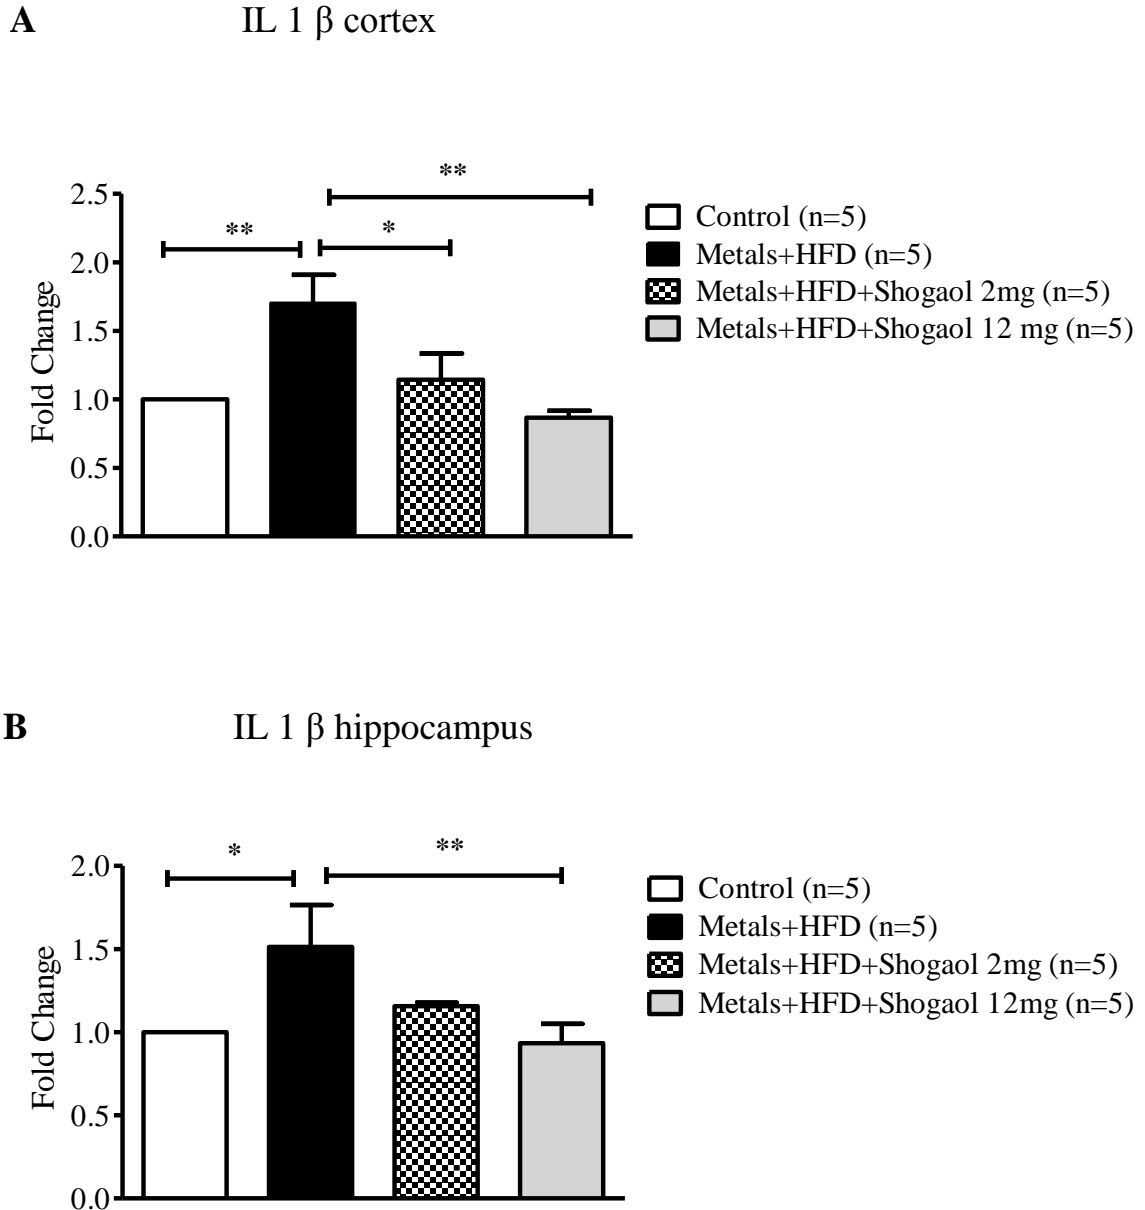 A
IL 1 β cortex
**
2.5
** *
2.0
1.5
1.0
0.5
0.0
Fold Change
Control (n=5)
Metals+HFD (n=5)
Metals+HFD+Shogaol 2mg (n=5)
Metals+HFD+Shogaol 12 mg (n=5)
B
IL 1 β hippocampus
* **
2.0
1.5
1.0
0.5
0.0
Fold Change
Control (n=5)
Metals+HFD (n=5)
Metals+HFD+Shogaol 2mg (n=5)
Metals+HFD+Shogaol 12mg (n=5)